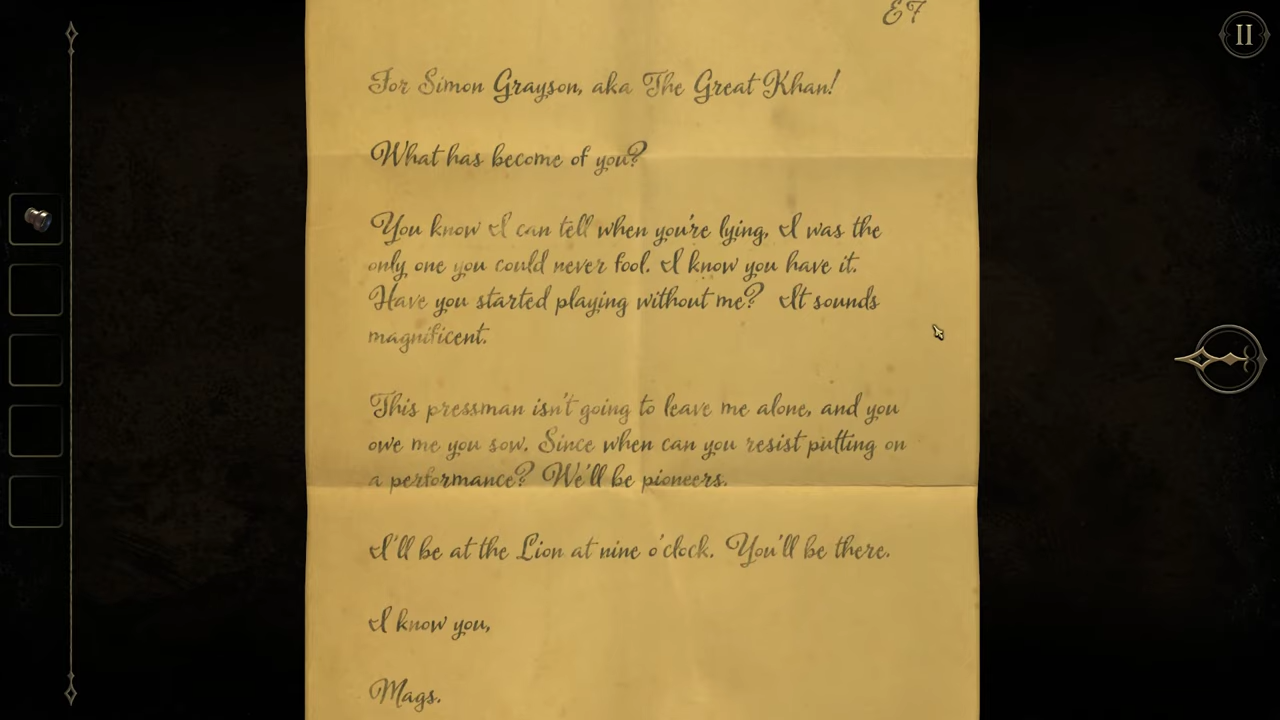 EF
For Simon Grayson, aka The Great Khan!
What has become of you?
You know I can tell when you're lying, I was the
only one you could never fool. I know you have it.
Have you started playing without me? It sounds
magnificent.
This pressman isn't going to leave me alone, and you
owe me you sow. Since when can you resist putting on
a performance? We'll be pioneers.
I'll be at the Lion at nine o'clock. You'll be there.
I know you,
Mags.